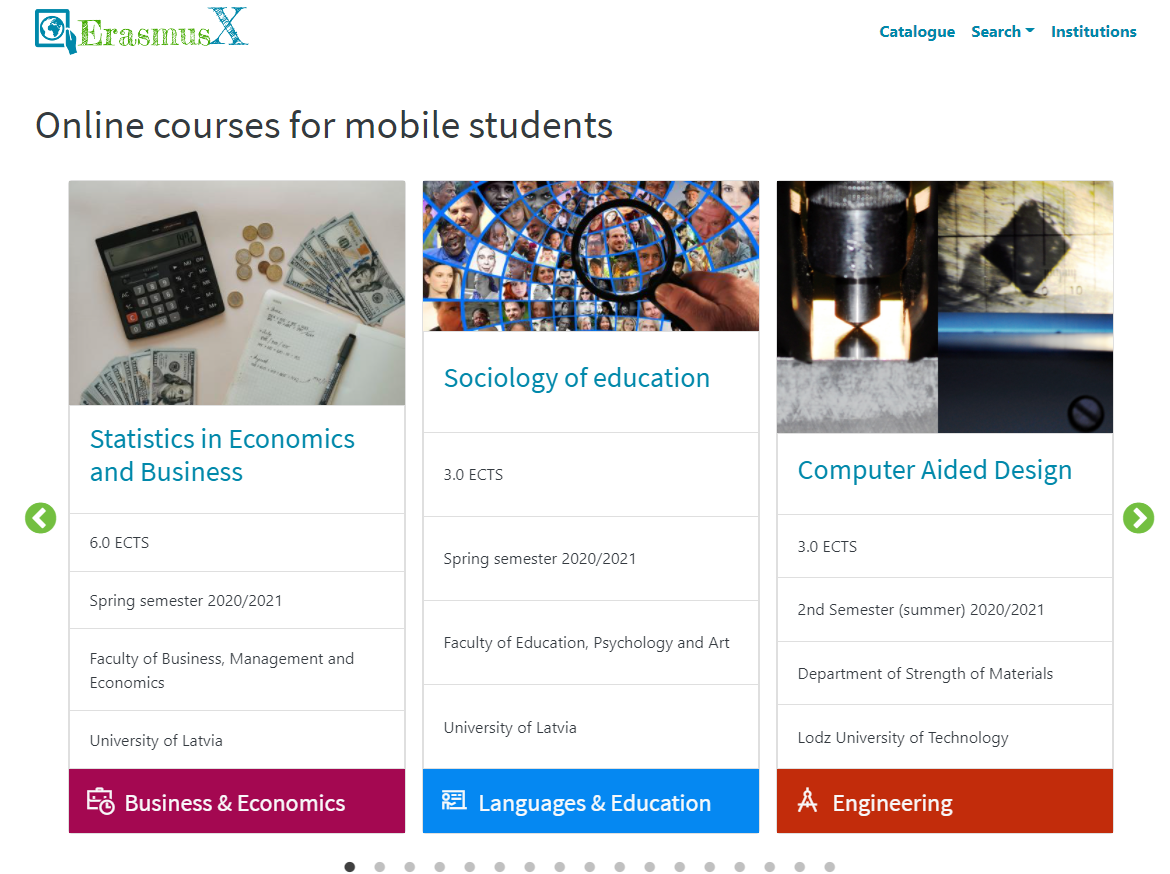 ErasmusX
Catalogue
Search
Institutions
Online courses for mobile students
Statistics in Economics
and Business
6.0 ECTS
Spring semester 2020/2021
Faculty of Business, Management and
Economics
University of Latvia
Business & Economics
Sociology of education
3.0 ECTS
Spring semester 2020/2021
Faculty of Education, Psychology and Art
University of Latvia
Languages & Education
Computer Aided Design
3.0 ECTS
2nd Semester (summer) 2020/2021
Department of Strength of Materials
Lodz University of Technology
Engineering